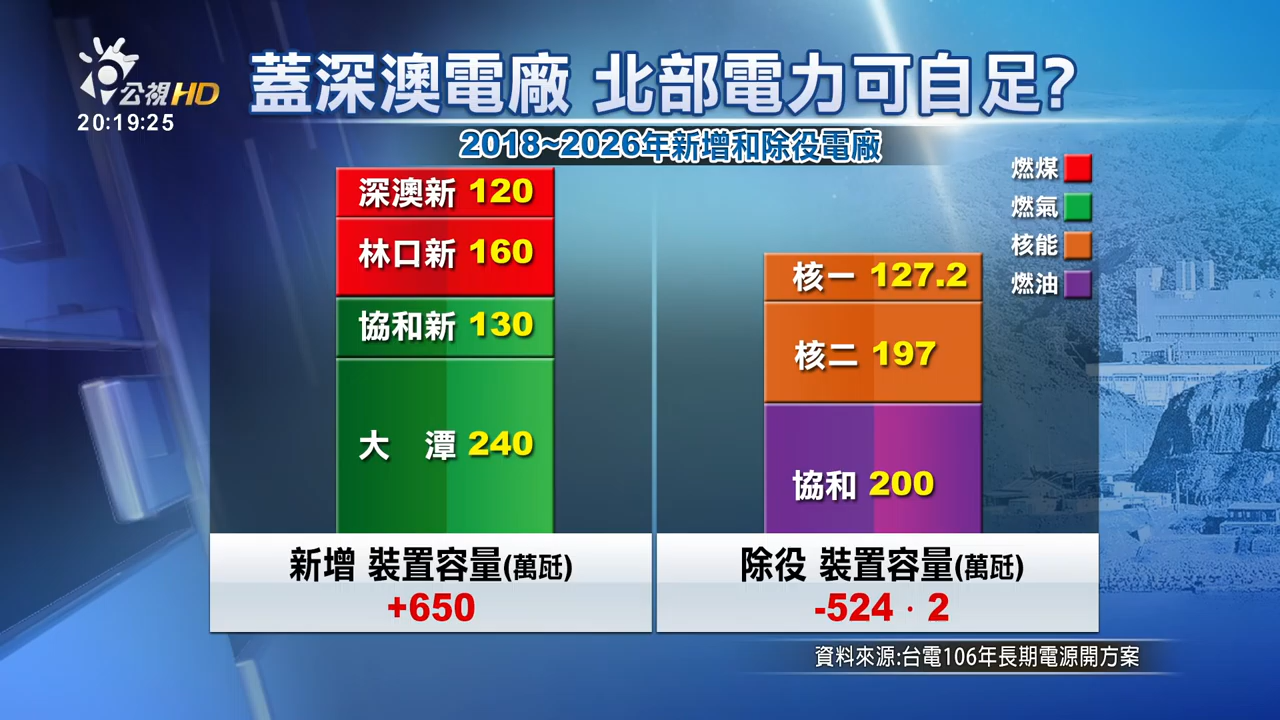 公視HD
20:19:25
蓋深澳電廠 北部電力可自足?
2018~2026年新增和除役電廠
燃煤
燃氣
核能
燃油
深澳新 120
林口新 160
協和新 130
大 潭 240
核一 127.2
核二 197
協和 200
新增 裝置容量(萬瓩)
+650
除役 裝置容量(萬瓩)
-524‧2
資料來源:台電106年長期電源開方案